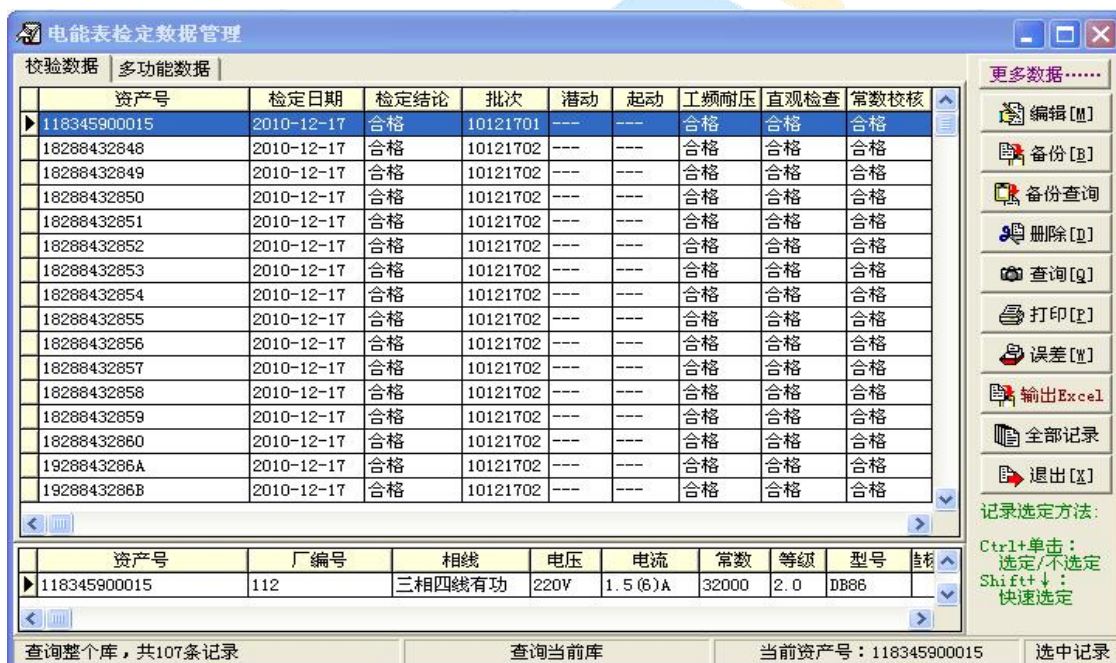 电能表检定数据管理
校验数据 多功能数据
资产号 检定日期 检定结论 批次 潜动 起动 工频耐压 直观检查 常数校核
118345900015 2010-12-17 合格 10121701 --- --- 合格 合格 合格
18288432848 2010-12-17 合格 10121702 --- --- 合格 合格 合格
18288432849 2010-12-17 合格 10121702 --- --- 合格 合格 合格
18288432850 2010-12-17 合格 10121702 --- --- 合格 合格 合格
18288432851 2010-12-17 合格 10121702 --- --- 合格 合格 合格
18288432852 2010-12-17 合格 10121702 --- --- 合格 合格 合格
18288432853 2010-12-17 合格 10121702 --- --- 合格 合格 合格
18288432854 2010-12-17 合格 10121702 --- --- 合格 合格 合格
18288432855 2010-12-17 合格 10121702 --- --- 合格 合格 合格
18288432856 2010-12-17 合格 10121702 --- --- 合格 合格 合格
18288432857 2010-12-17 合格 10121702 --- --- 合格 合格 合格
18288432858 2010-12-17 合格 10121702 --- --- 合格 合格 合格
18288432859 2010-12-17 合格 10121702 --- --- 合格 合格 合格
18288432860 2010-12-17 合格 10121702 --- --- 合格 合格 合格
1928843286A 2010-12-17 合格 10121702 --- --- 合格 合格 合格
1928843286B 2010-12-17 合格 10121702 --- --- 合格 合格 合格
资产号 厂编号 相线 电压 电流 常数 等级 型号
118345900015 112 三相四线有功 220V 1.5(6)A 32000 2.0 DB86
更多数据……
编辑[M]
备份[B]
备份查询
删除[D]
查询[Q]
打印[P]
误差[W]
输出Excel
全部记录
退出[X]
记录选定方法:
Ctrl+单击:
选定/不选定
Shift+↓:
快速选定
查询整个库，共107条记录 查询当前库 当前资产号：118345900015 选中记录